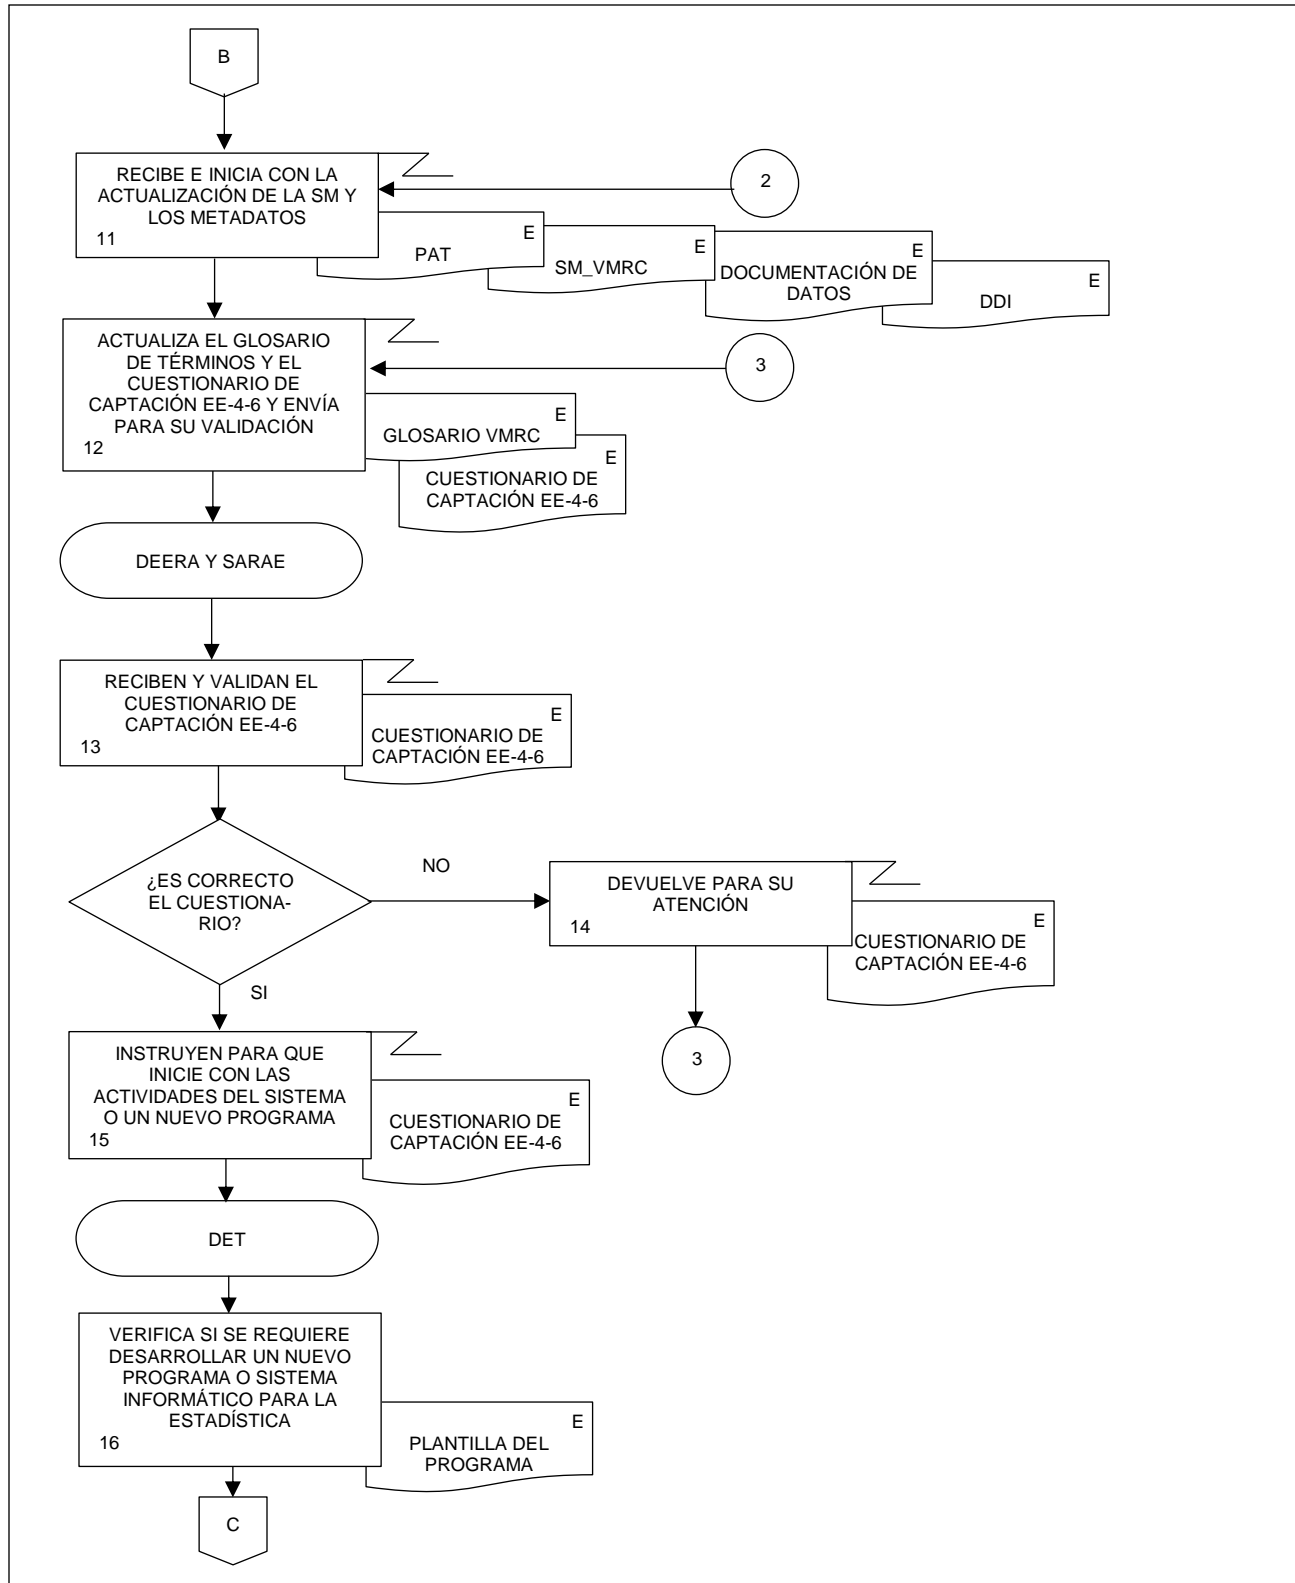 B
RECIBE E INICIA CON LA
ACTUALIZACIÓN DE LA SM Y
LOS METADATOS
11
2
E
PAT
E
SM_VMRC
E
DOCUMENTACIÓN DE
DATOS
E
DDI
ACTUALIZA EL GLOSARIO
DE TÉRMINOS Y EL
CUESTIONARIO DE
CAPTACIÓN EE-4-6 Y ENVÍA
PARA SU VALIDACIÓN
12
3
E
GLOSARIO VMRC
E
CUESTIONARIO DE
CAPTACIÓN EE-4-6
DEERA Y SARAE
RECIBEN Y VALIDAN EL
CUESTIONARIO DE
CAPTACIÓN EE-4-6
13
E
CUESTIONARIO DE
CAPTACIÓN EE-4-6
¿ES CORRECTO
EL CUESTIONA-
RIO?
NO
DEVUELVE PARA SU
ATENCIÓN
14
E
CUESTIONARIO DE
CAPTACIÓN EE-4-6
3
SI
INSTRUYEN PARA QUE
INICIE CON LAS
ACTIVIDADES DEL SISTEMA
O UN NUEVO PROGRAMA
15
E
CUESTIONARIO DE
CAPTACIÓN EE-4-6
DET
VERIFICA SI SE REQUIERE
DESARROLLAR UN NUEVO
PROGRAMA O SISTEMA
INFORMÁTICO PARA LA
ESTADÍSTICA
16
E
PLANTILLA DEL
PROGRAMA
C